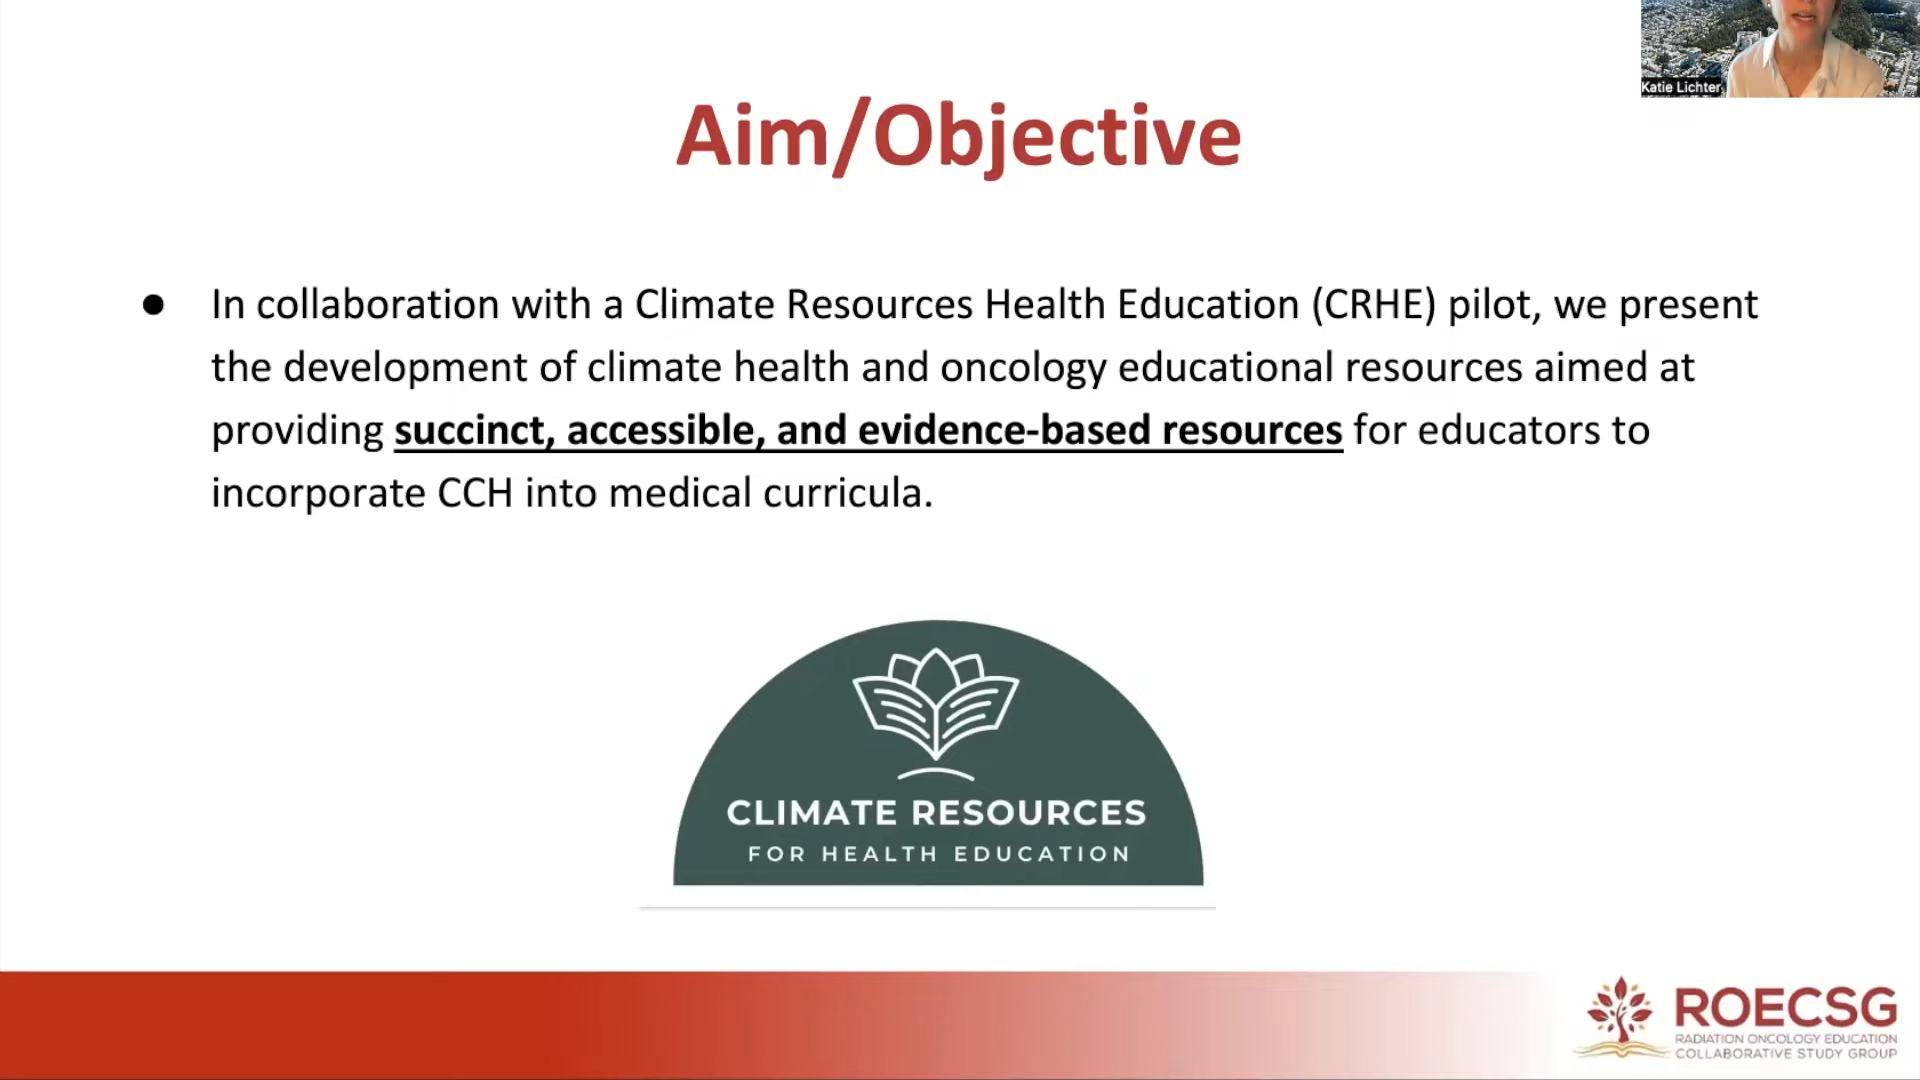 Katie Lichter
Aim/Objective
● In collaboration with a Climate Resources Health Education (CRHE) pilot, we present
the development of climate health and oncology educational resources aimed at
providing succinct, accessible, and evidence-based resources for educators to
incorporate CCH into medical curricula.
CLIMATE RESOURCES
FOR HEALTH EDUCATION
ROECSG
RADIATION ONCOLOGY EDUCATION
COLLABORATIVE STUDY GROUP